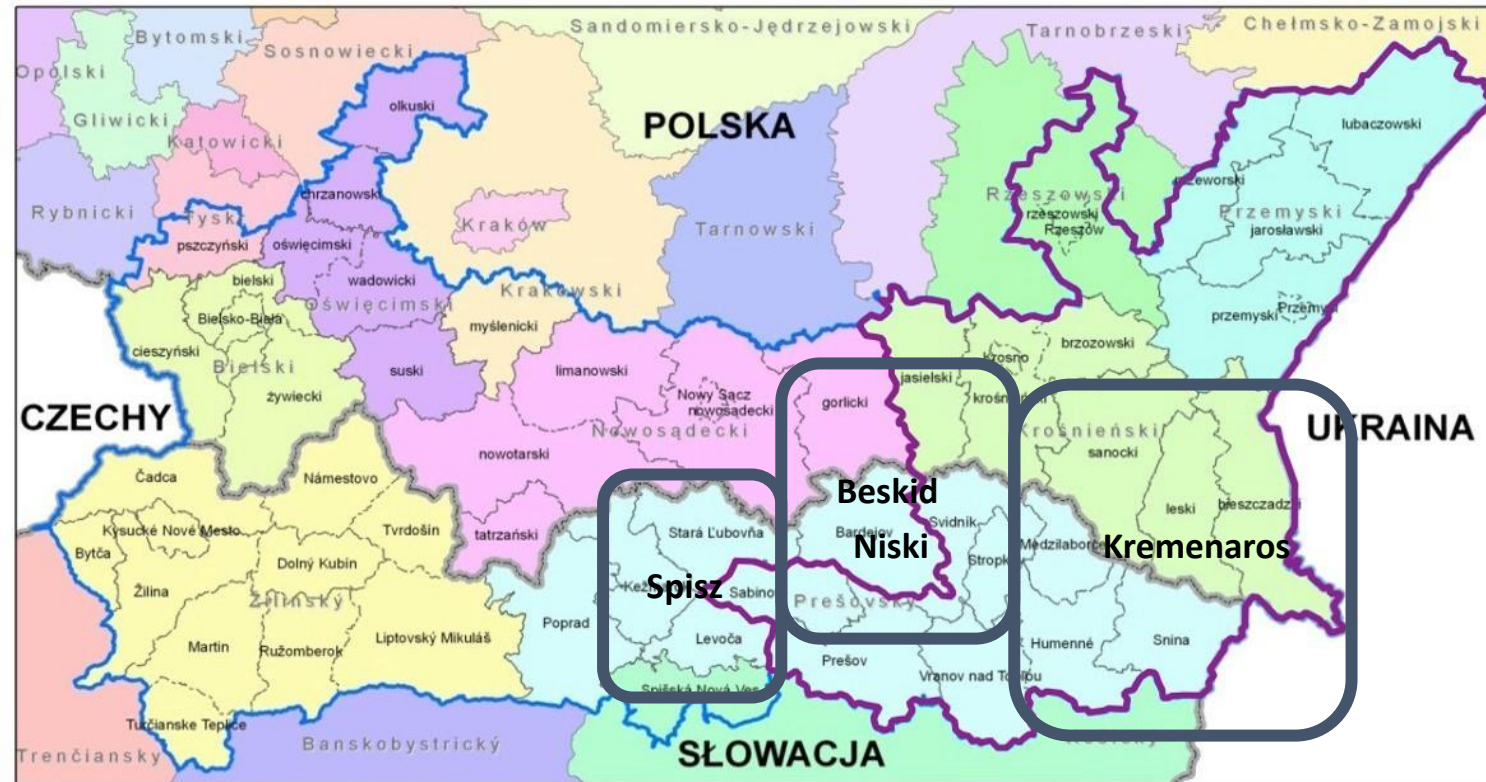 Sandomiersko-Jędrzejowski
Tarnobrzeski
Chełmsko-Zamojski
Bytomski
Sosnowiecki
Opolski
olkuski
Gliwicki
POLSKA
lubaczowski
Katowicki
Rybnicki
chrzanowski
Rzeszowski
Przemyski
Tyski
Kraków
Tarnowski
rzeszowski
Rzeszów
jarosławski
pszczyński
oświęcimski
bielski
wadowicki
Oświęcimski
Krakowski
przemyski
Przemyśl
Bielsko-Biała
myślenicki
brzozowski
cieszyński
Bielski
suski
limanowski
krosno
jasielski
żywiecki
Nowy Sącz
nowosądecki
gorlicki
CZECHY
Nowosądecki
Krośnieński
UKRAINA
nowotarski
sanocki
Čadca
Námestovo
Beskid
leski
bieszczadzki
Kysucké Nové Mesto
Tvrdošín
tatrzański
Stará Ľubovňa
Bardejov
Svidník
Niski
Medzilaborce
Kremenaros
Bytča
Dolný Kubín
Stropkov
Žilina
Žilinský
Spisz
Sabinov
Prešovský
Poprad
Martin
Ružomberok
Liptovský Mikuláš
Levoča
Humenné
Snina
Prešov
Vranov nad Topľou
Spišská Nová Ves
Turčianske Teplice
Trenčiansky
Banskobystrický
SŁOWACJA